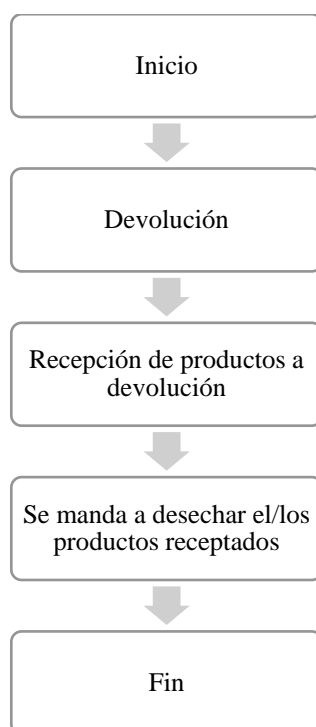 Inicio
Devolución
Recepción de productos a
devolución
Se manda a desechar el/los
productos receptados
Fin